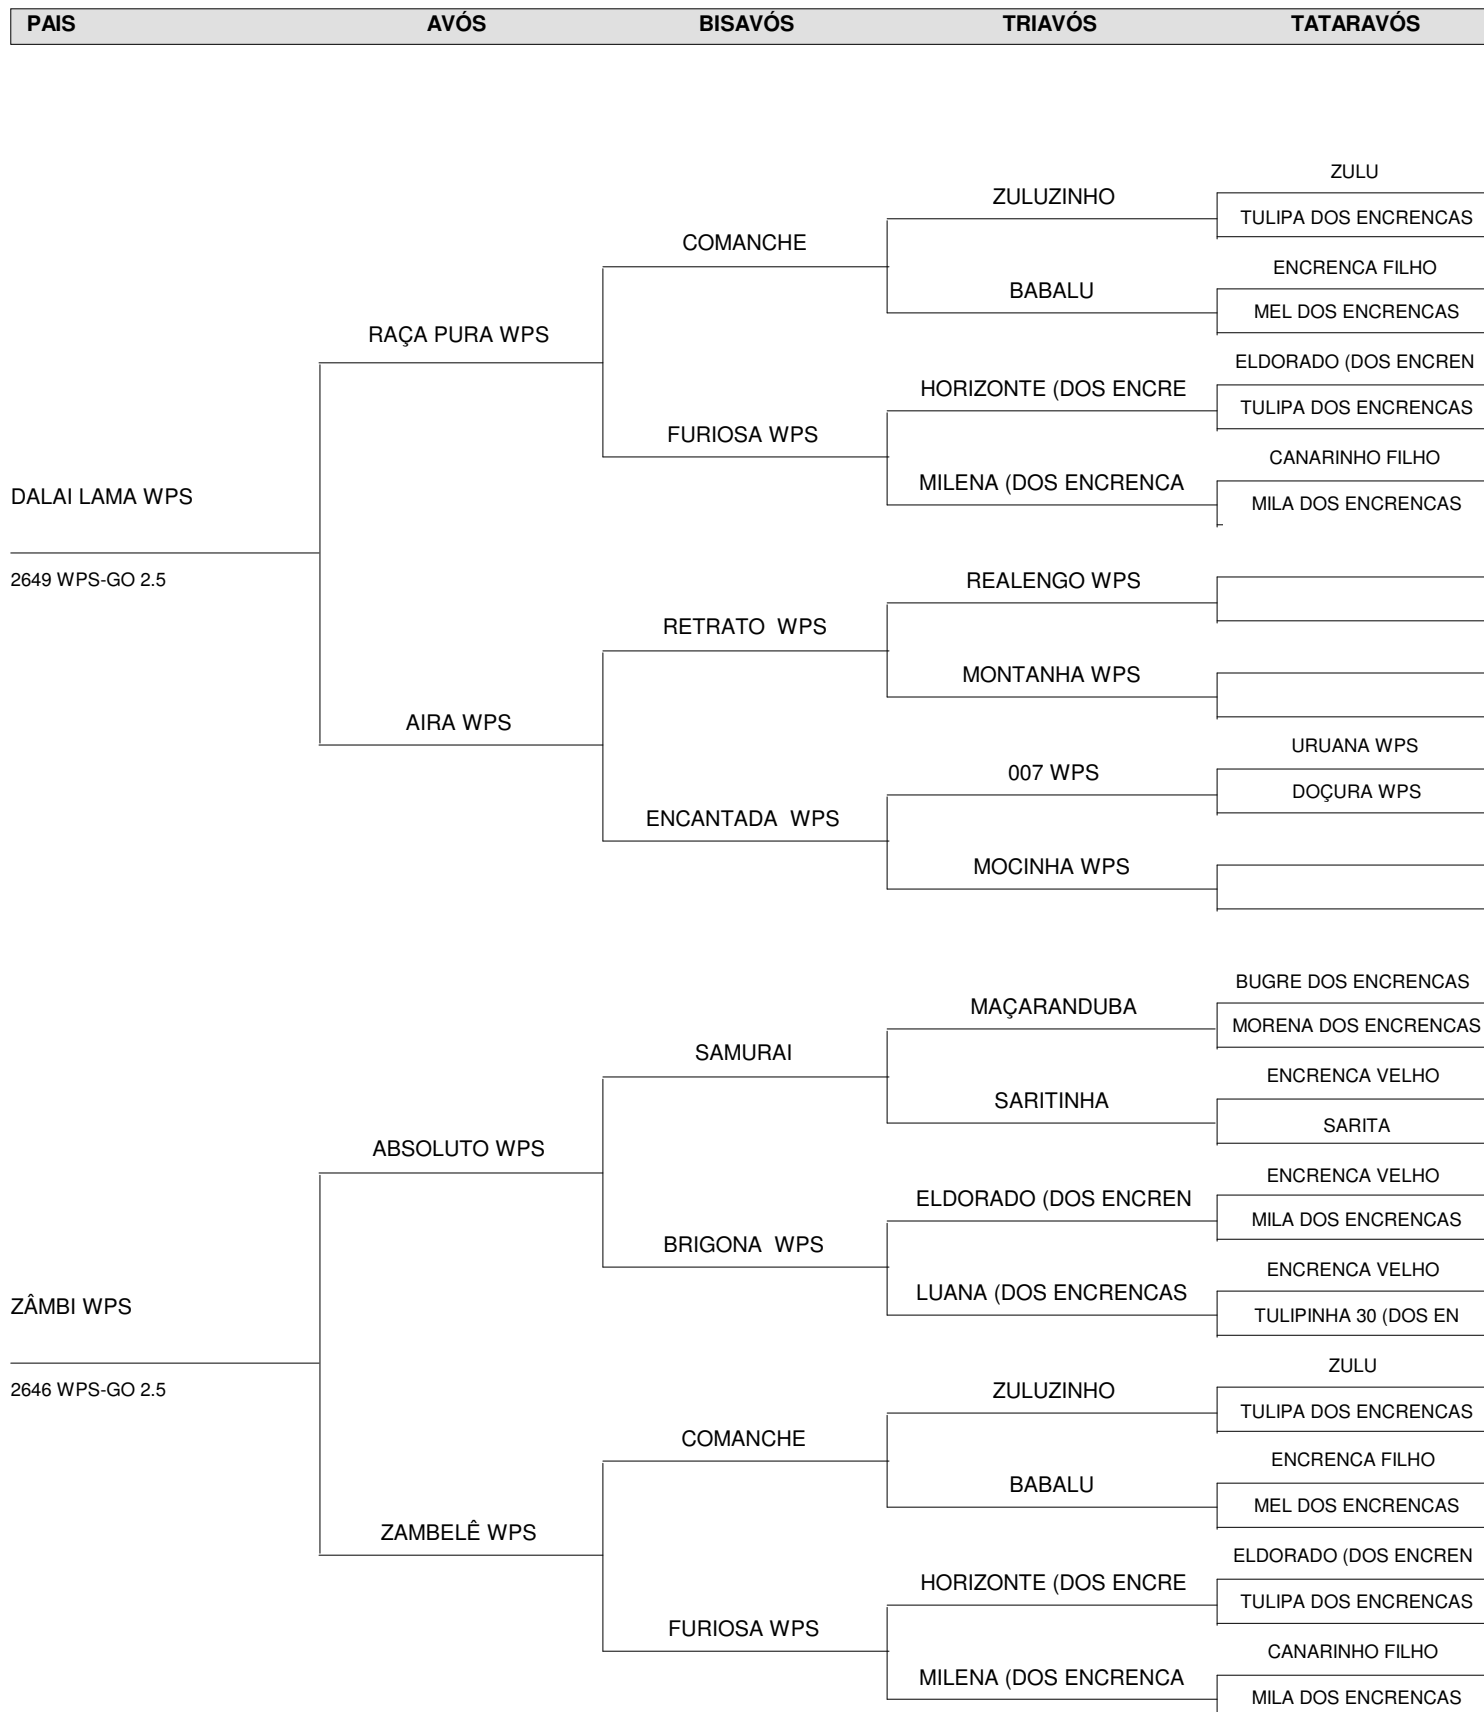 PAIS AVÓS BISAVÓS TRIAVÓS TATARAVÓS
ZULU
ZULUZINHO
TULIPA DOS ENCRENCAS
COMANCHE
ENCRENCA FILHO
BABALU
MEL DOS ENCRENCAS
RAÇA PURA WPS
ELDORADO (DOS ENCREN
HORIZONTE (DOS ENCRE
TULIPA DOS ENCRENCAS
FURIOSA WPS
CANARINHO FILHO
MILENA (DOS ENCRENCA
MILA DOS ENCRENCAS
DALAI LAMA WPS
2649 WPS-GO 2.5
REALENGO WPS
RETRATO WPS
MONTANHA WPS
AIRA WPS
URUANA WPS
007 WPS
DOÇURA WPS
ENCANTADA WPS
MOCINHA WPS
BUGRE DOS ENCRENCAS
MAÇARANDUBA
MORENA DOS ENCRENCAS
SAMURAI
ENCRENCA VELHO
SARITINHA
SARITA
ABSOLUTO WPS
ENCRENCA VELHO
ELDORADO (DOS ENCREN
MILA DOS ENCRENCAS
BRIGONA WPS
ENCRENCA VELHO
LUANA (DOS ENCRENCAS
TULIPINHA 30 (DOS EN
ZÂMBI WPS
2646 WPS-GO 2.5
ZULU
ZULUZINHO
TULIPA DOS ENCRENCAS
COMANCHE
ENCRENCA FILHO
BABALU
MEL DOS ENCRENCAS
ZAMBELÊ WPS
ELDORADO (DOS ENCREN
HORIZONTE (DOS ENCRE
TULIPA DOS ENCRENCAS
FURIOSA WPS
CANARINHO FILHO
MILENA (DOS ENCRENCA
MILA DOS ENCRENCAS